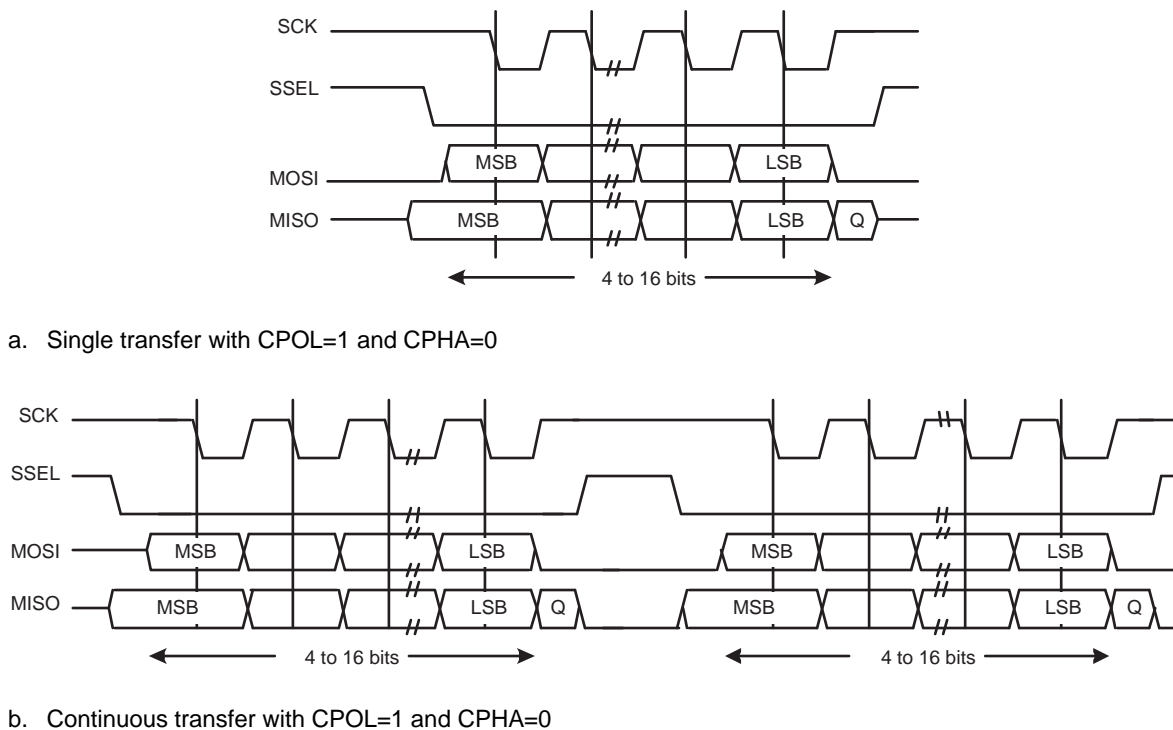 SCK
SSEL
MOSI MSB LSB
MISO MSB LSB Q
4 to 16 bits
a. Single transfer with CPOL=1 and CPHA=0
SCK
SSEL
MOSI MSB LSB MSB LSB
MISO MSB LSB Q MSB LSB Q
4 to 16 bits 4 to 16 bits
b. Continuous transfer with CPOL=1 and CPHA=0